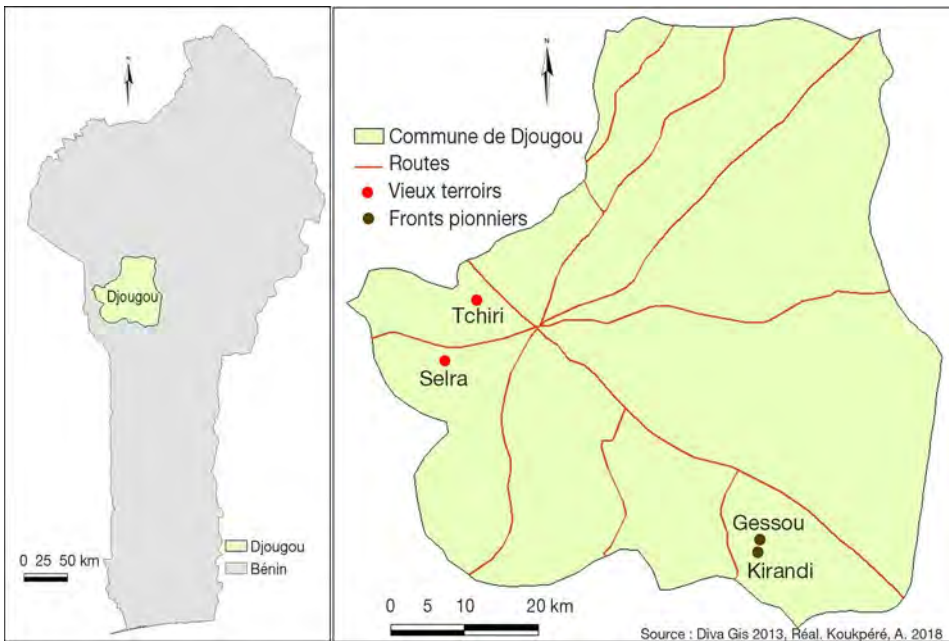 N
Djougou
0 25 50 km
Djougou
Bénin
N
Commune de Djougou
Routes
Vieux terroirs
Fronts pionniers
Tchiri
Selra
Gessou
Kirandi
0 10 20 km
Source : Diva Gis 2013, Réal. Koukpéré, A. 2018